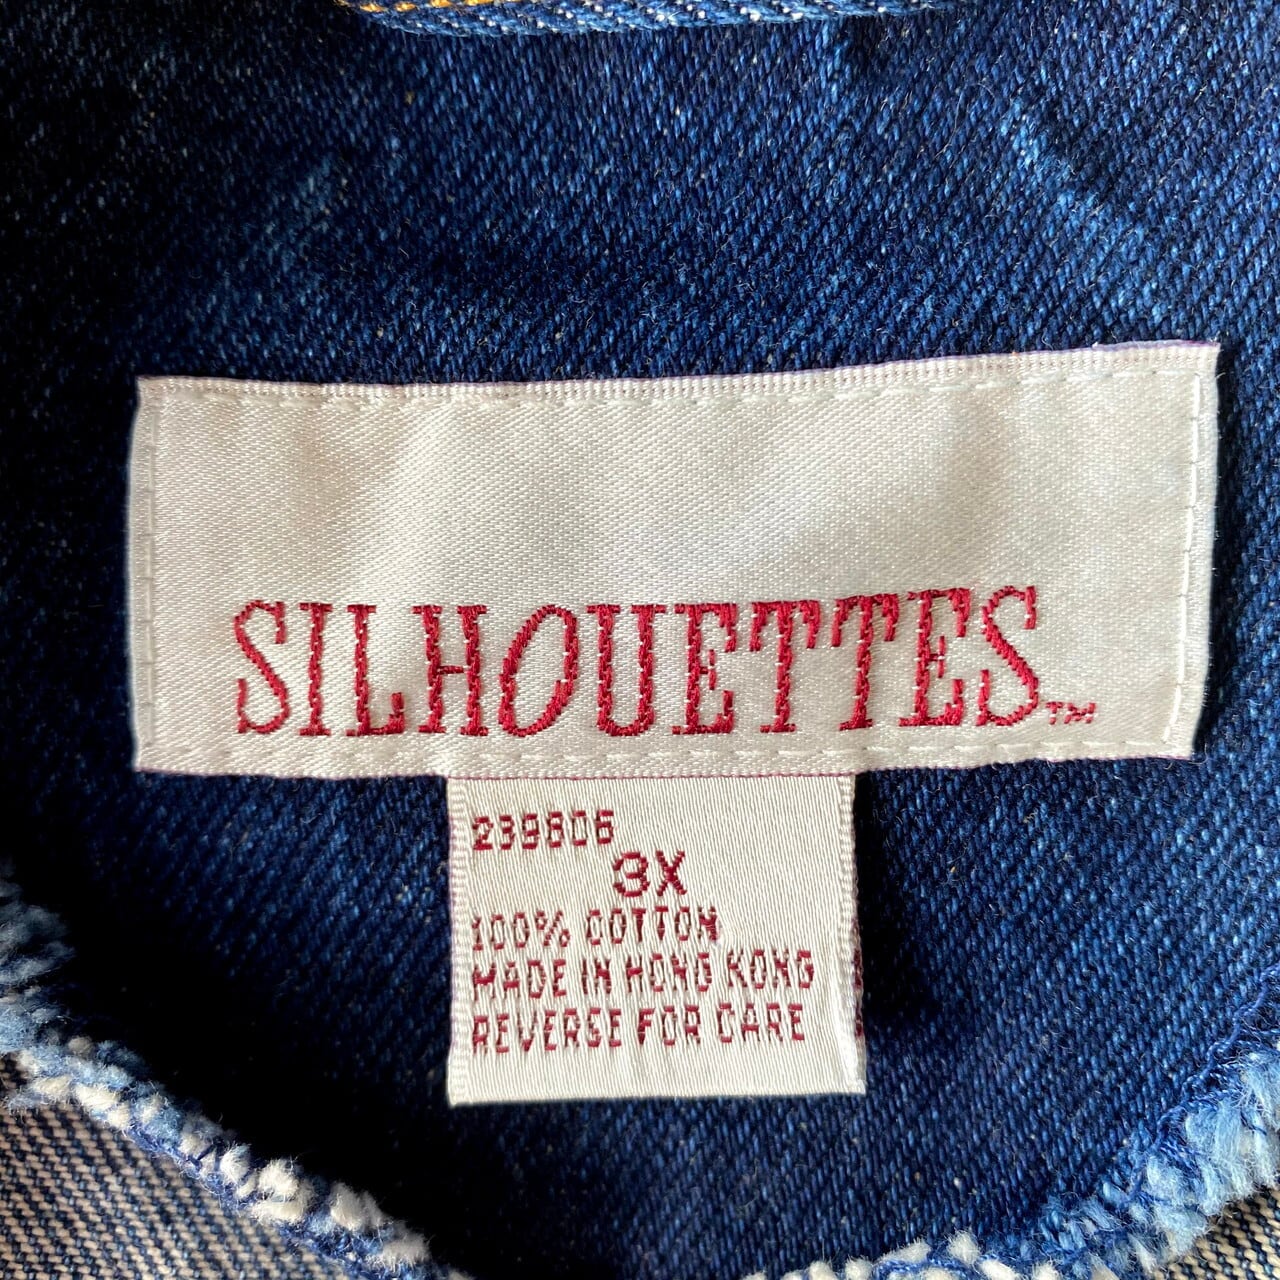 SILHOUETTES™
239806
3X
100% COTTON
MADE IN HONG KONG
REVERSE FOR CARE